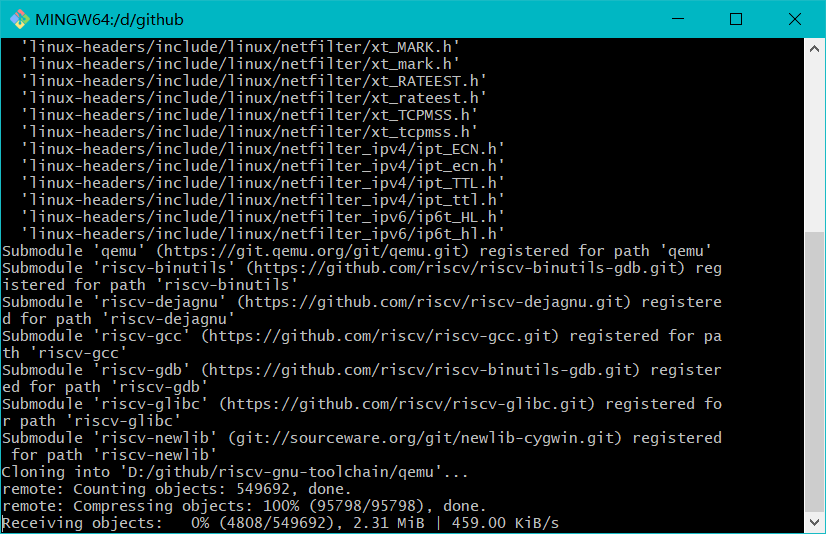 MINGW64:/d/github
'linux-headers/include/linux/netfilter/xt_MARK.h'
'linux-headers/include/linux/netfilter/xt_mark.h'
'linux-headers/include/linux/netfilter/xt_RATEEST.h'
'linux-headers/include/linux/netfilter/xt_rateest.h'
'linux-headers/include/linux/netfilter/xt_TCPMSS.h'
'linux-headers/include/linux/netfilter/xt_tcpmss.h'
'linux-headers/include/linux/netfilter_ipv4/ipt_ECN.h'
'linux-headers/include/linux/netfilter_ipv4/ipt_ecn.h'
'linux-headers/include/linux/netfilter_ipv4/ipt_TTL.h'
'linux-headers/include/linux/netfilter_ipv4/ipt_ttl.h'
'linux-headers/include/linux/netfilter_ipv6/ip6t_HL.h'
'linux-headers/include/linux/netfilter_ipv6/ip6t_hl.h'
Submodule 'qemu' (https://git.qemu.org/git/qemu.git) registered for path 'qemu'
Submodule 'riscv-binutils' (https://github.com/riscv/riscv-binutils-gdb.git) reg
istered for path 'riscv-binutils'
Submodule 'riscv-dejagnu' (https://github.com/riscv/riscv-dejagnu.git) registere
d for path 'riscv-dejagnu'
Submodule 'riscv-gcc' (https://github.com/riscv/riscv-gcc.git) registered for pa
th 'riscv-gcc'
Submodule 'riscv-gdb' (https://github.com/riscv/riscv-binutils-gdb.git) register
ed for path 'riscv-gdb'
Submodule 'riscv-glibc' (https://github.com/riscv/riscv-glibc.git) registered fo
r path 'riscv-glibc'
Submodule 'riscv-newlib' (git://sourceware.org/git/newlib-cygwin.git) registered
for path 'riscv-newlib'
Cloning into 'D:/github/riscv-gnu-toolchain/qemu'...
remote: Counting objects: 549692, done.
remote: Compressing objects: 100% (95798/95798), done.
Receiving objects:   0% (4808/549692), 2.31 MiB | 459.00 KiB/s